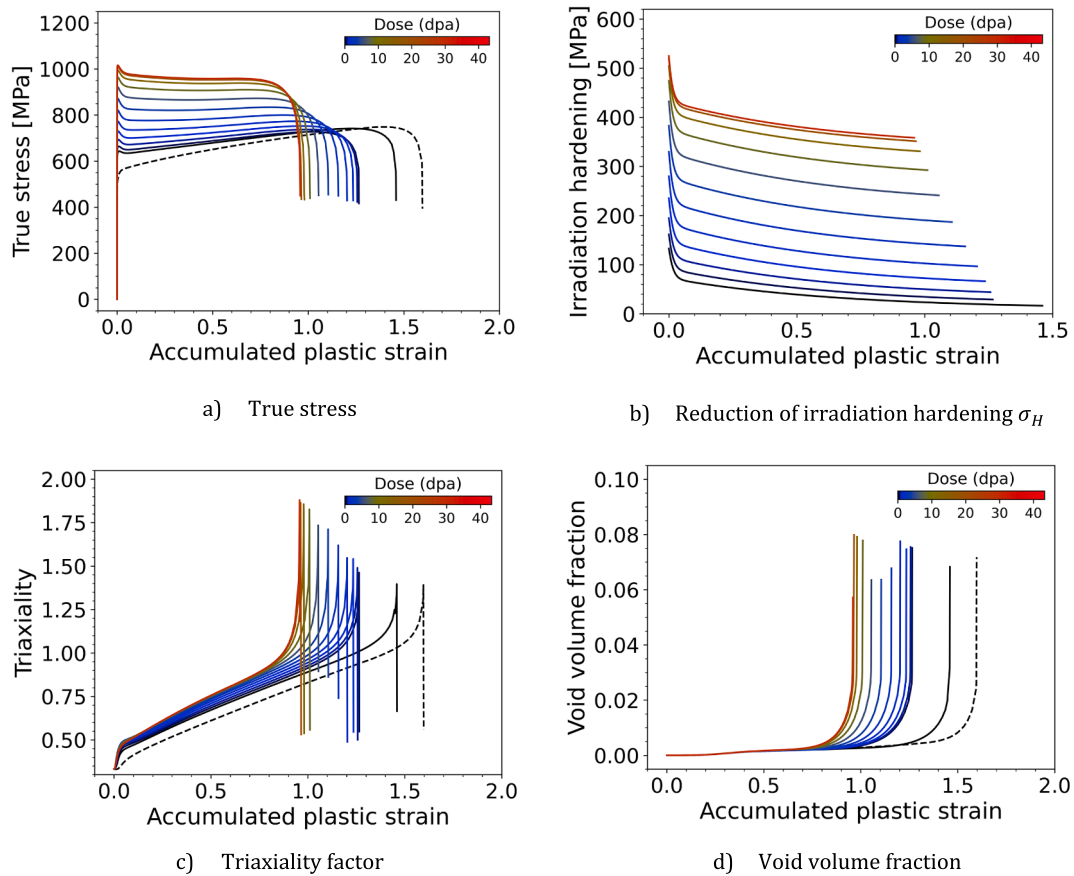 1200
1000
800
600
400
200
0
True stress [MPa]
Dose (dpa)
0 10 20 30 40
0.0 0.5 1.0 1.5 2.0
Accumulated plastic strain
a) True stress
600
500
400
300
200
100
0
Irradiation hardening [MPa]
Dose (dpa)
0 10 20 30 40
0.0 0.5 1.0 1.5
Accumulated plastic strain
b) Reduction of irradiation hardening σ_H
2.00
1.75
1.50
1.25
1.00
0.75
0.50
Triaxiality
Dose (dpa)
0 10 20 30 40
0.0 0.5 1.0 1.5 2.0
Accumulated plastic strain
c) Triaxiality factor
0.10
0.08
0.06
0.04
0.02
0.00
Void volume fraction
Dose (dpa)
0 10 20 30 40
0.0 0.5 1.0 1.5 2.0
Accumulated plastic strain
d) Void volume fraction